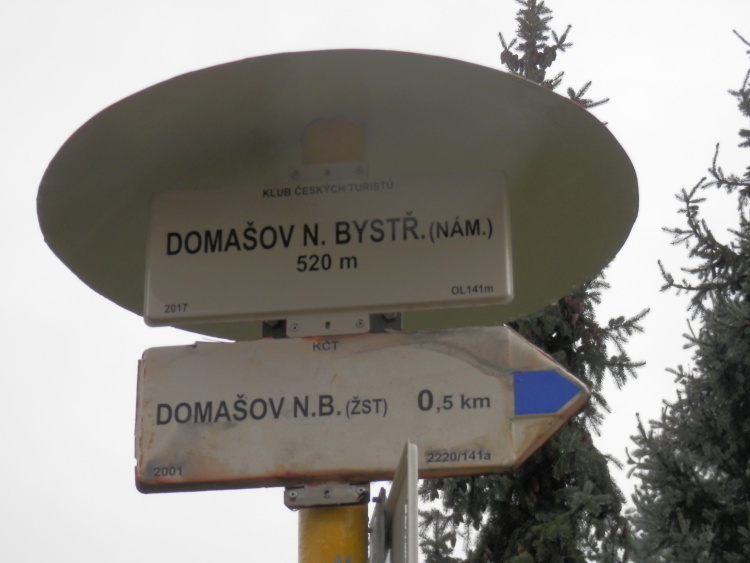 KLUB ČESKÝCH TURISTŮ
DOMAŠOV N. BYSTŘ. (NÁM.)
520 m
2017 OL141m
KČT
DOMAŠOV N.B. (ŽST) 0,5 km
2001 2220/141a